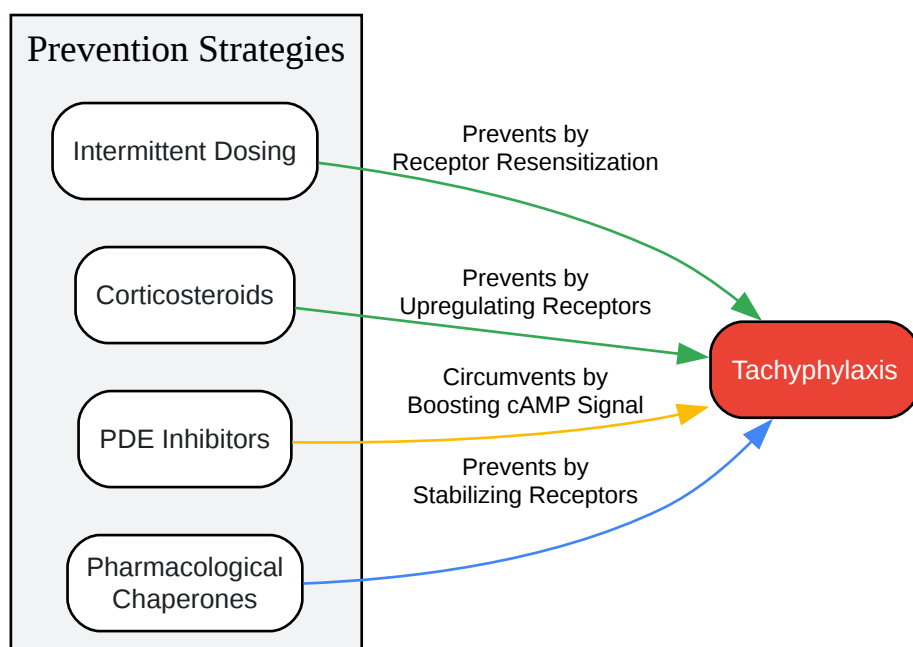 Prevention Strategies
Intermittent Dosing
Prevents by
Receptor Resensitization
Corticosteroids
Prevents by
Upregulating Receptors
Tachyphylaxis
PDE Inhibitors
Circumvents by
Boosting cAMP Signal
Pharmacological
Chaperones
Prevents by
Stabilizing Receptors